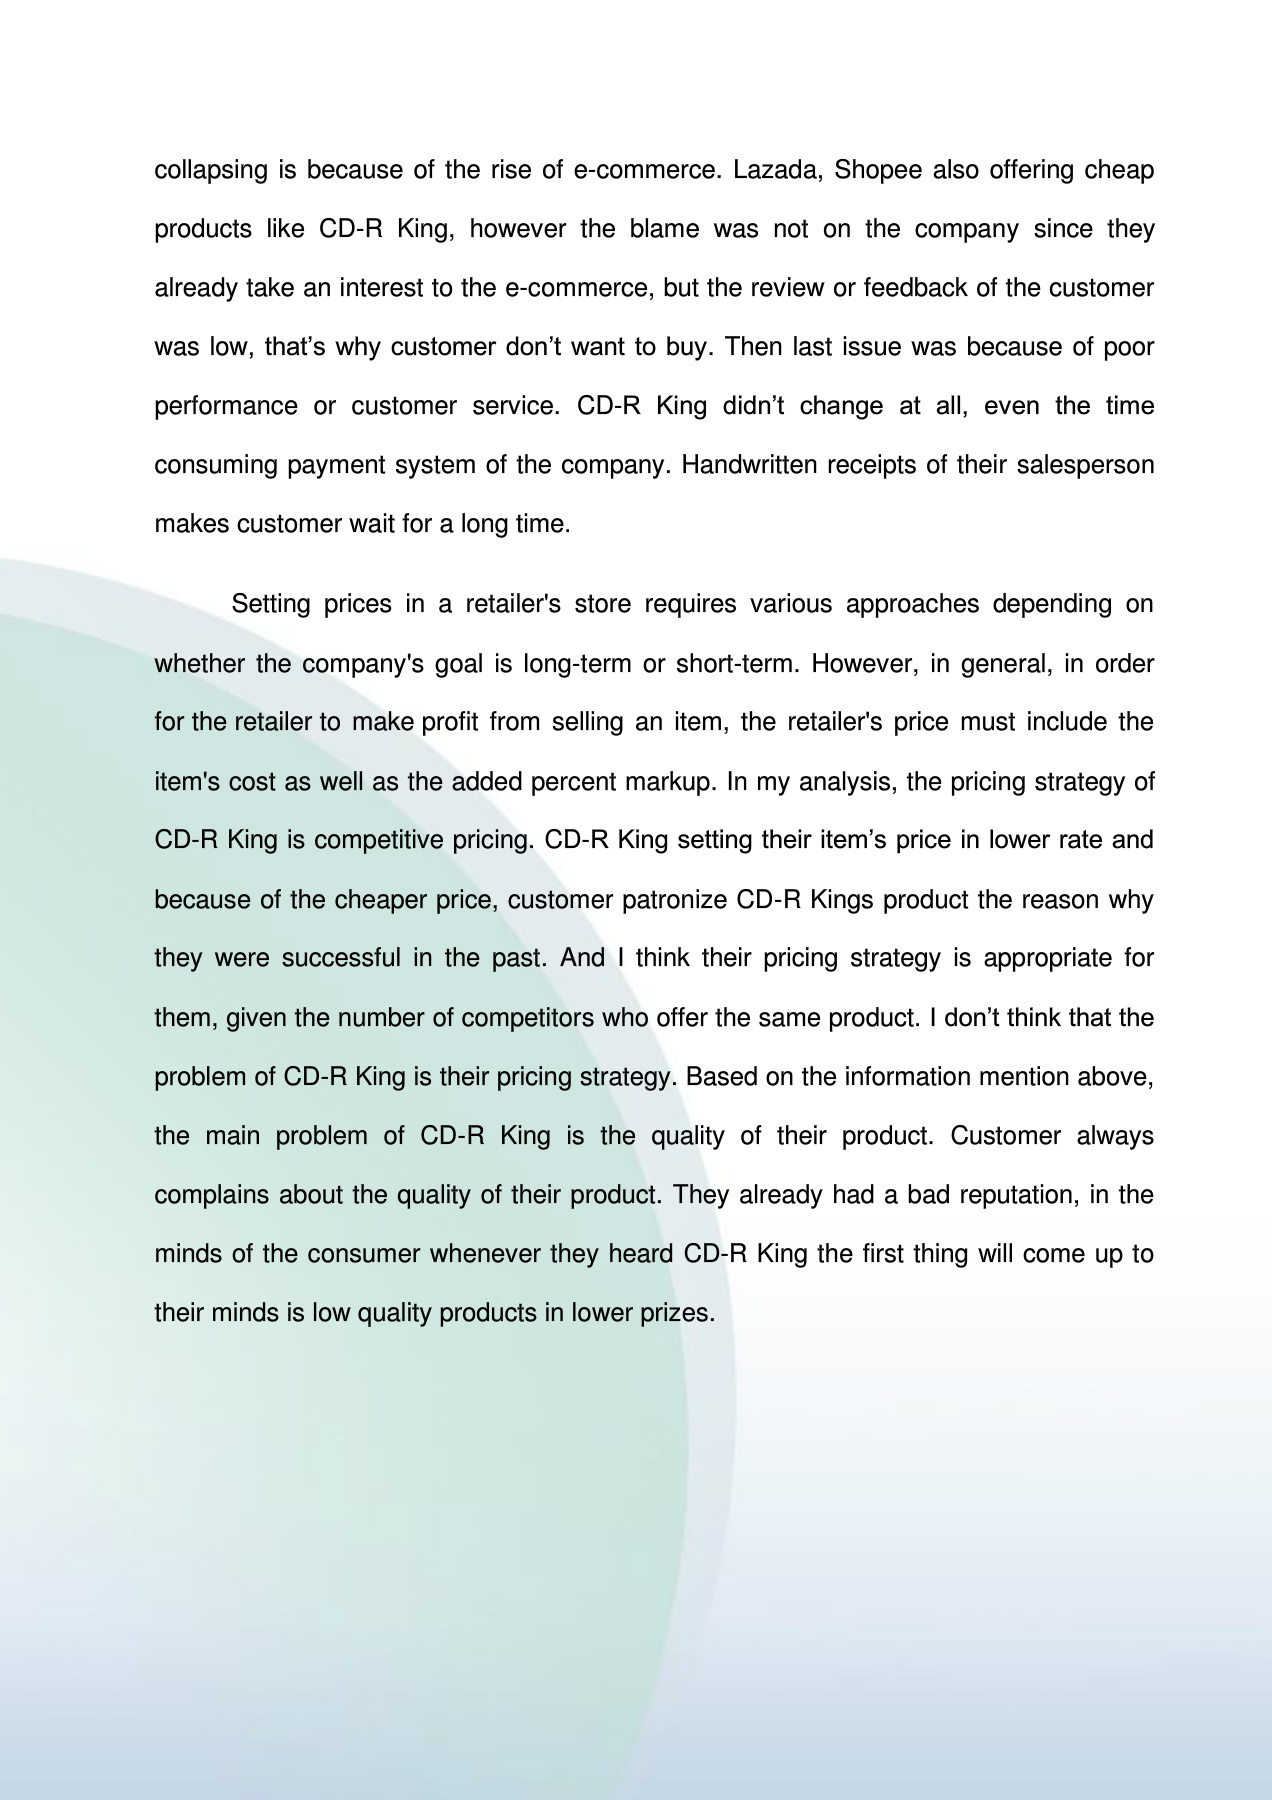 collapsing is because of the rise of e-commerce. Lazada, Shopee also offering cheap
products like CD-R King, however the blame was not on the company since they
already take an interest to the e-commerce, but the review or feedback of the customer
was low, that’s why customer don’t want to buy. Then last issue was because of poor
performance or customer service. CD-R King didn’t change at all, even the time
consuming payment system of the company. Handwritten receipts of their salesperson
makes customer wait for a long time.
Setting prices in a retailer's store requires various approaches depending on
whether the company's goal is long-term or short-term. However, in general, in order
for the retailer to make profit from selling an item, the retailer's price must include the
item's cost as well as the added percent markup. In my analysis, the pricing strategy of
CD-R King is competitive pricing. CD-R King setting their item’s price in lower rate and
because of the cheaper price, customer patronize CD-R Kings product the reason why
they were successful in the past. And I think their pricing strategy is appropriate for
them, given the number of competitors who offer the same product. I don’t think that the
problem of CD-R King is their pricing strategy. Based on the information mention above,
the main problem of CD-R King is the quality of their product. Customer always
complains about the quality of their product. They already had a bad reputation, in the
minds of the consumer whenever they heard CD-R King the first thing will come up to
their minds is low quality products in lower prizes.